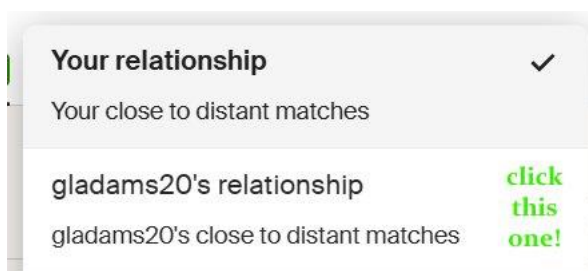 Your relationship
Your close to distant matches
gladams20's relationship
gladams20's close to distant matches
click
this
one!